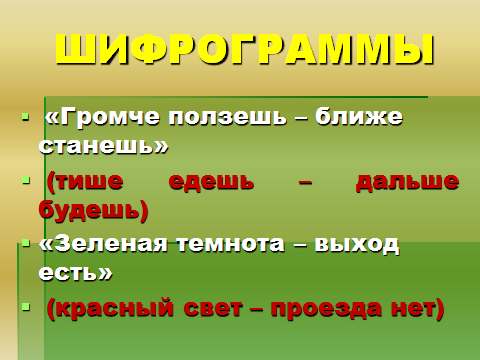 ШИФРОГРАММЫ
«Громче ползешь – ближе
станешь»
(тише едешь – дальше
будешь)
«Зеленая темнота – выход
есть»
(красный свет – проезда нет)